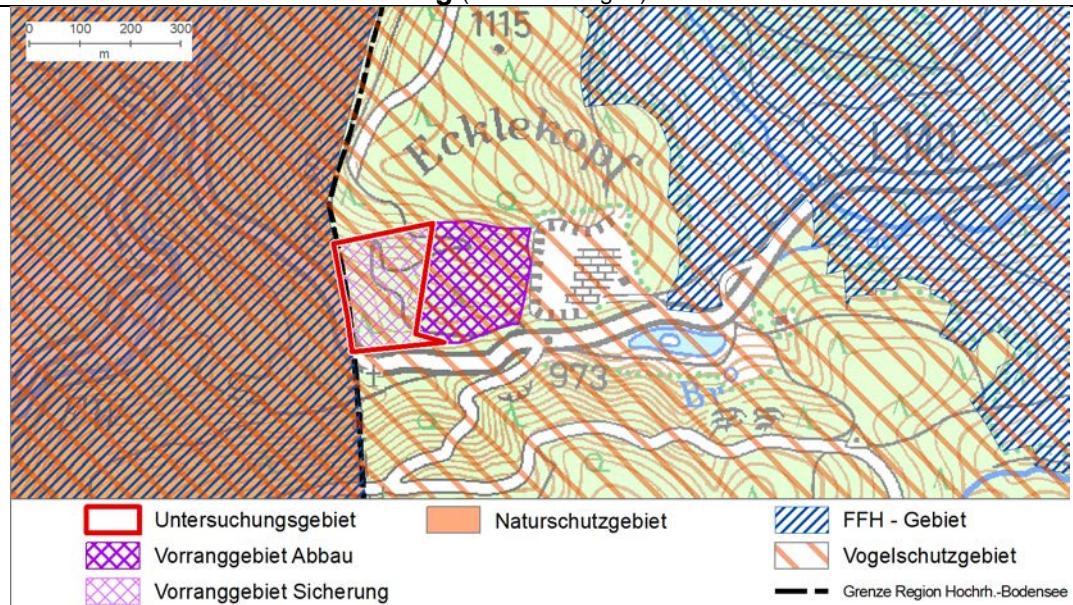 0 100 200 300
m
1115
Ecklekopf
L 149
973
Untersuchungsgebiet
Naturschutzgebiet
FFH - Gebiet
Vorranggebiet Abbau
Vogelschutzgebiet
Vorranggebiet Sicherung
Grenze Region Hochrh.-Bodensee